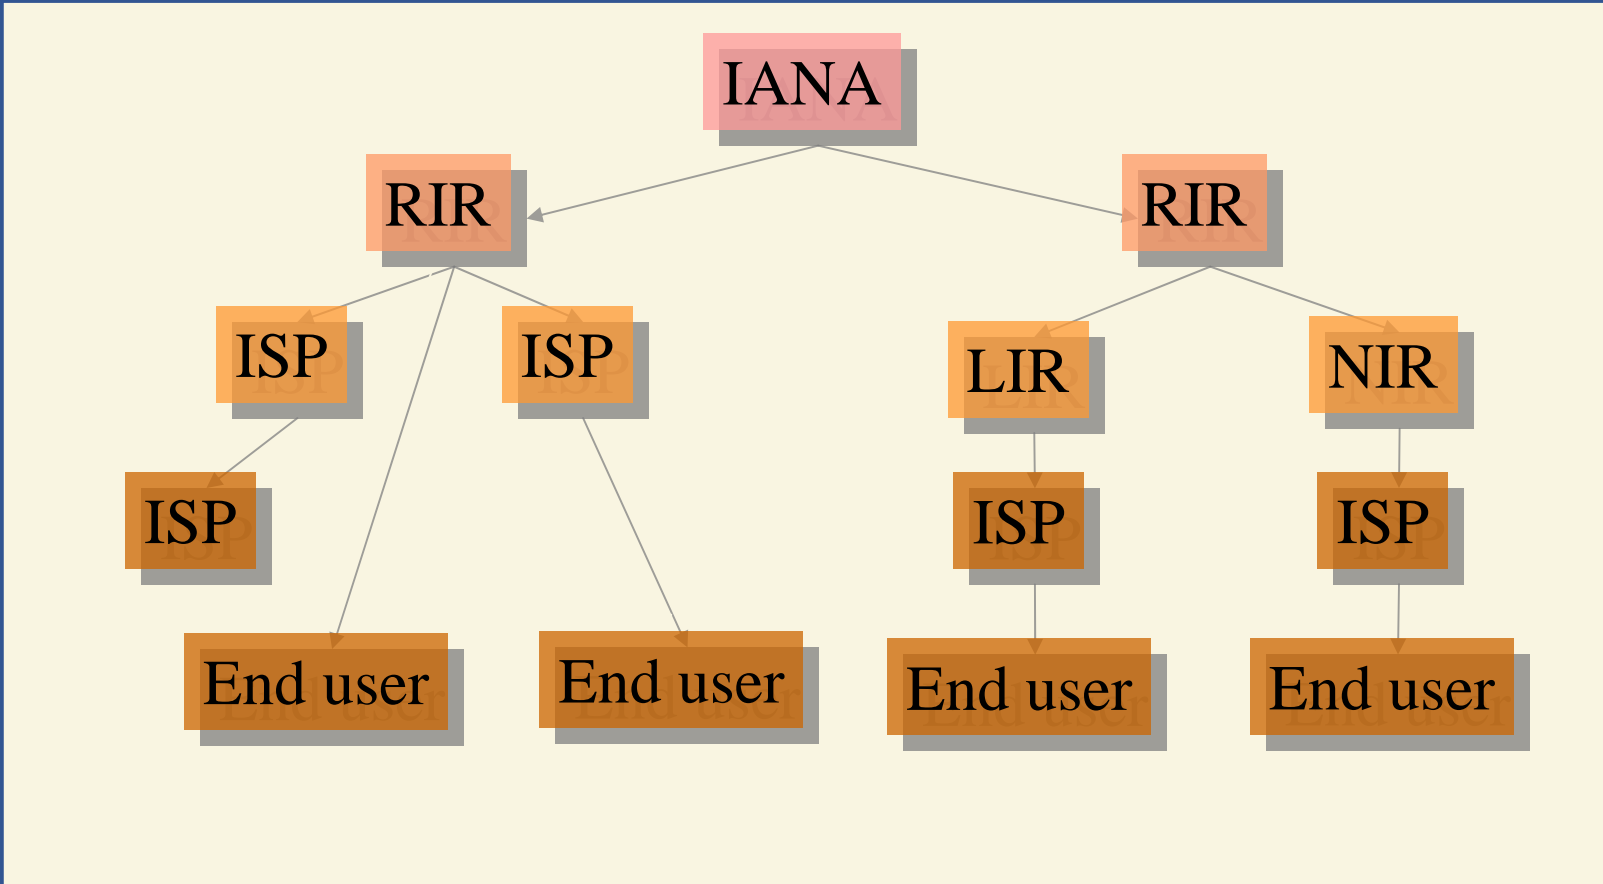 IANA
RIR
RIR
ISP
ISP
LIR
NIR
ISP
ISP
ISP
End user
End user
End user
End user